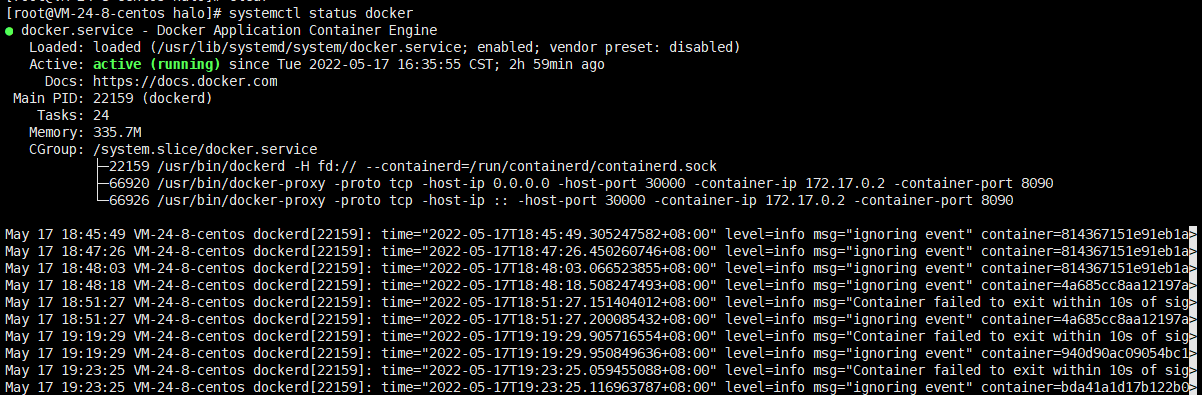 [root@VM-24-8-centos halo]# systemctl status docker
● docker.service - Docker Application Container Engine
   Loaded: loaded (/usr/lib/systemd/system/docker.service; enabled; vendor preset: disabled)
   Active: active (running) since Tue 2022-05-17 16:35:55 CST; 2h 59min ago
     Docs: https://docs.docker.com
 Main PID: 22159 (dockerd)
    Tasks: 24
   Memory: 335.7M
   CGroup: /system.slice/docker.service
           ├─22159 /usr/bin/dockerd -H fd:// --containerd=/run/containerd/containerd.sock
           ├─66920 /usr/bin/docker-proxy -proto tcp -host-ip 0.0.0.0 -host-port 30000 -container-ip 172.17.0.2 -container-port 8090
           └─66926 /usr/bin/docker-proxy -proto tcp -host-ip :: -host-port 30000 -container-ip 172.17.0.2 -container-port 8090
May 17 18:45:49 VM-24-8-centos dockerd[22159]: time="2022-05-17T18:45:49.305247582+08:00" level=info msg="ignoring event" container=814367151e91eb1a>
May 17 18:47:26 VM-24-8-centos dockerd[22159]: time="2022-05-17T18:47:26.450260746+08:00" level=info msg="ignoring event" container=814367151e91eb1a>
May 17 18:48:03 VM-24-8-centos dockerd[22159]: time="2022-05-17T18:48:03.066523855+08:00" level=info msg="ignoring event" container=814367151e91eb1a>
May 17 18:48:18 VM-24-8-centos dockerd[22159]: time="2022-05-17T18:48:18.508247493+08:00" level=info msg="ignoring event" container=4a685cc8aa12197a>
May 17 18:51:27 VM-24-8-centos dockerd[22159]: time="2022-05-17T18:51:27.151404012+08:00" level=info msg="Container failed to exit within 10s of sig>
May 17 18:51:27 VM-24-8-centos dockerd[22159]: time="2022-05-17T18:51:27.200085432+08:00" level=info msg="ignoring event" container=4a685cc8aa12197a>
May 17 19:19:29 VM-24-8-centos dockerd[22159]: time="2022-05-17T19:19:29.905716554+08:00" level=info msg="Container failed to exit within 10s of sig>
May 17 19:19:29 VM-24-8-centos dockerd[22159]: time="2022-05-17T19:19:29.950849636+08:00" level=info msg="ignoring event" container=940d90ac09054bc1>
May 17 19:23:25 VM-24-8-centos dockerd[22159]: time="2022-05-17T19:23:25.059455088+08:00" level=info msg="Container failed to exit within 10s of sig>
May 17 19:23:25 VM-24-8-centos dockerd[22159]: time="2022-05-17T19:23:25.116963787+08:00" level=info msg="ignoring event" container=bda41a1d17b122b0>